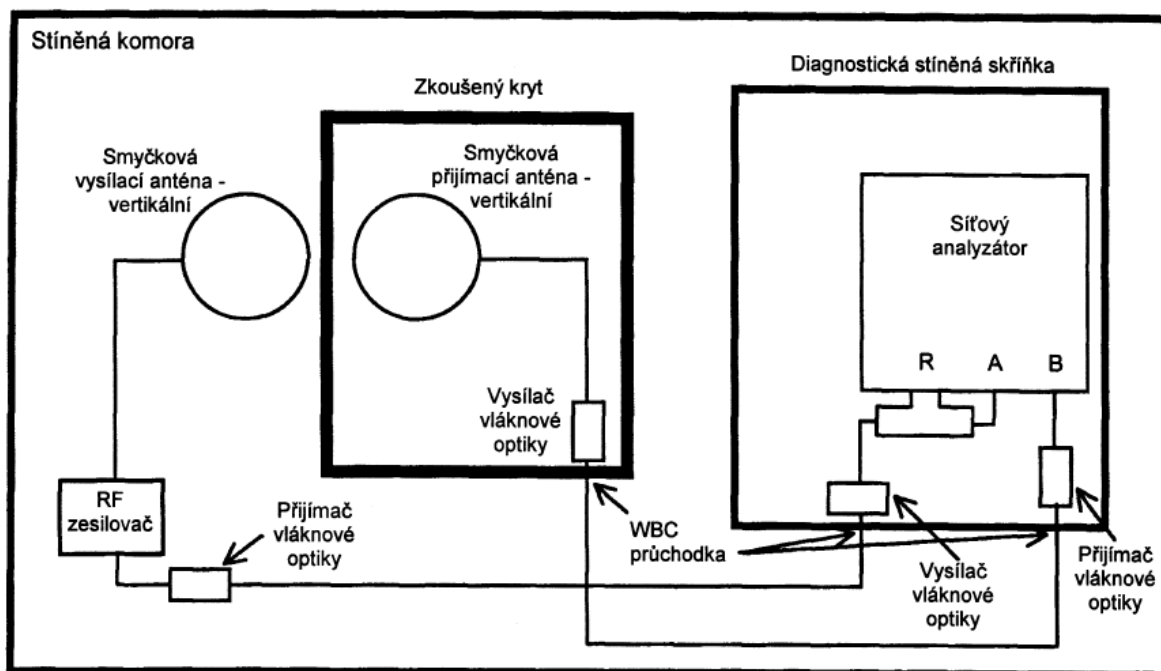 Stíněná komora
Zkoušený kryt
Diagnostická stíněná skříňka
Smyčková
vysílací anténa -
vertikální
Smyčková
přijímací anténa -
vertikální
Síťový
analyzátor
R A B
Vysílač
vláknové
optiky
RF
zesilovač
Přijímač
vláknové
optiky
WBC
průchodka
Vysílač
vláknové
optiky
Přijímač
vláknové
optiky